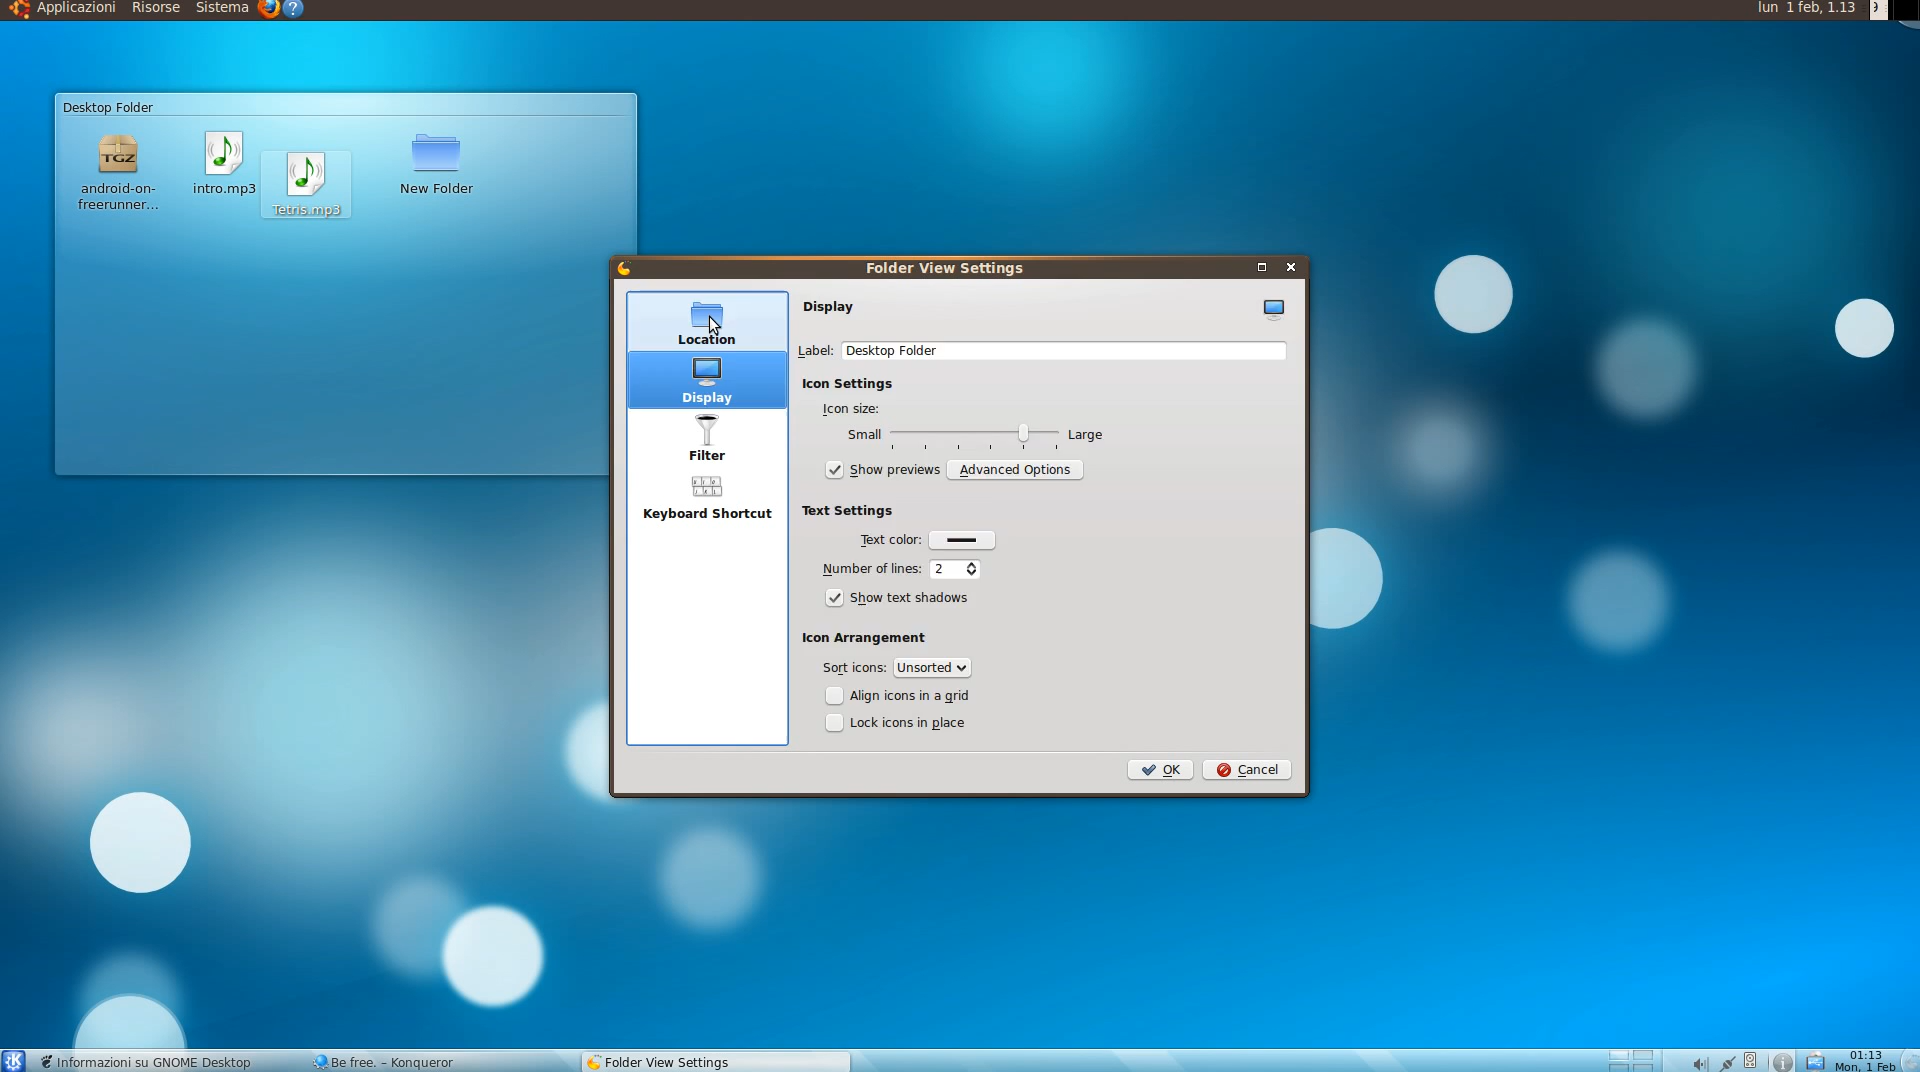 Applicazioni Risorse Sistema
lun 1 feb, 1.13
Desktop Folder
TGZ
android-on-
freerunner...
intro.mp3
Tetris.mp3
New Folder
Folder View Settings
Location
Display
Filter
Keyboard Shortcut
Display
Label: Desktop Folder
Icon Settings
Icon size:
Small Large
Show previews Advanced Options
Text Settings
Text color:
Number of lines: 2
Show text shadows
Icon Arrangement
Sort icons: Unsorted
Align icons in a grid
Lock icons in place
OK Cancel
Informazioni su GNOME Desktop
Be free. – Konqueror
Folder View Settings
01:13
Mon, 1 Feb